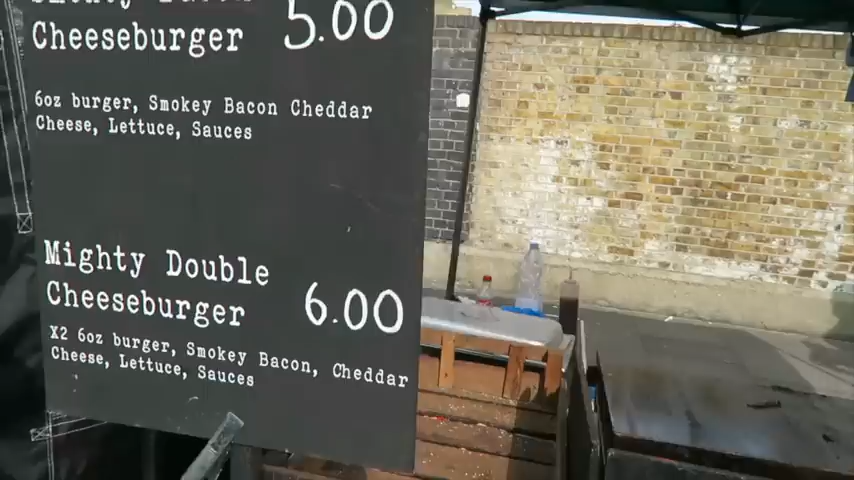 Cheeseburger 5.00
6oz burger, Smokey Bacon Cheddar
Cheese, Lettuce, Sauces
Mighty Double
Cheeseburger 6.00
X2 6oz burger, Smokey Bacon, Cheddar
Cheese, Lettuce, Sauces